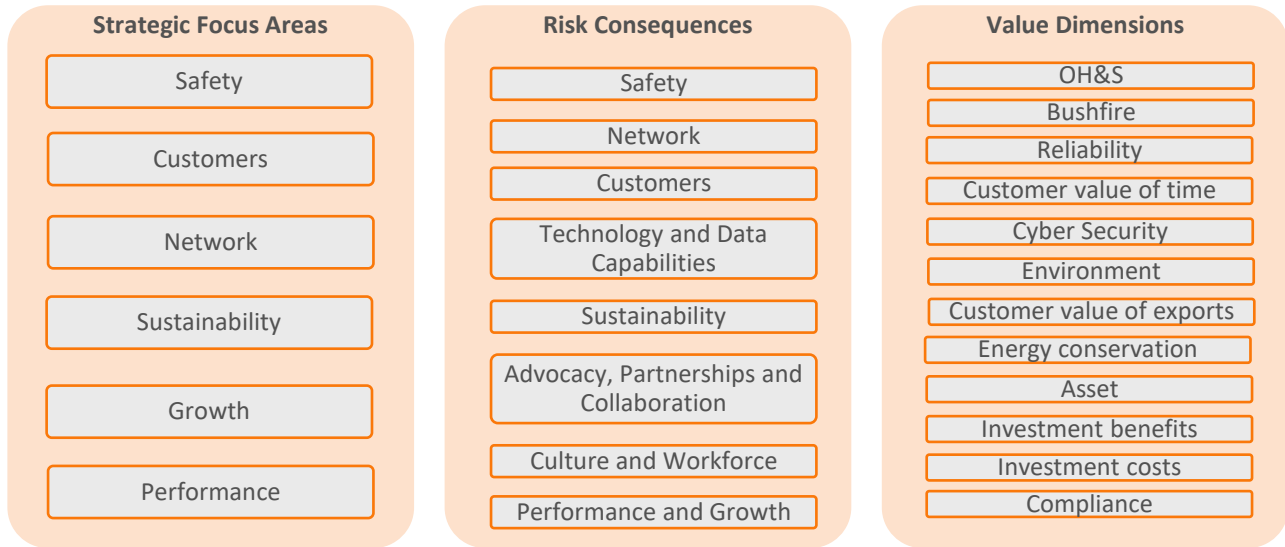 Strategic Focus Areas
Safety
Customers
Network
Sustainability
Growth
Performance
Risk Consequences
Safety
Network
Customers
Technology and Data
Capabilities
Sustainability
Advocacy, Partnerships and
Collaboration
Culture and Workforce
Performance and Growth
Value Dimensions
OH&S
Bushfire
Reliability
Customer value of time
Cyber Security
Environment
Customer value of exports
Energy conservation
Asset
Investment benefits
Investment costs
Compliance